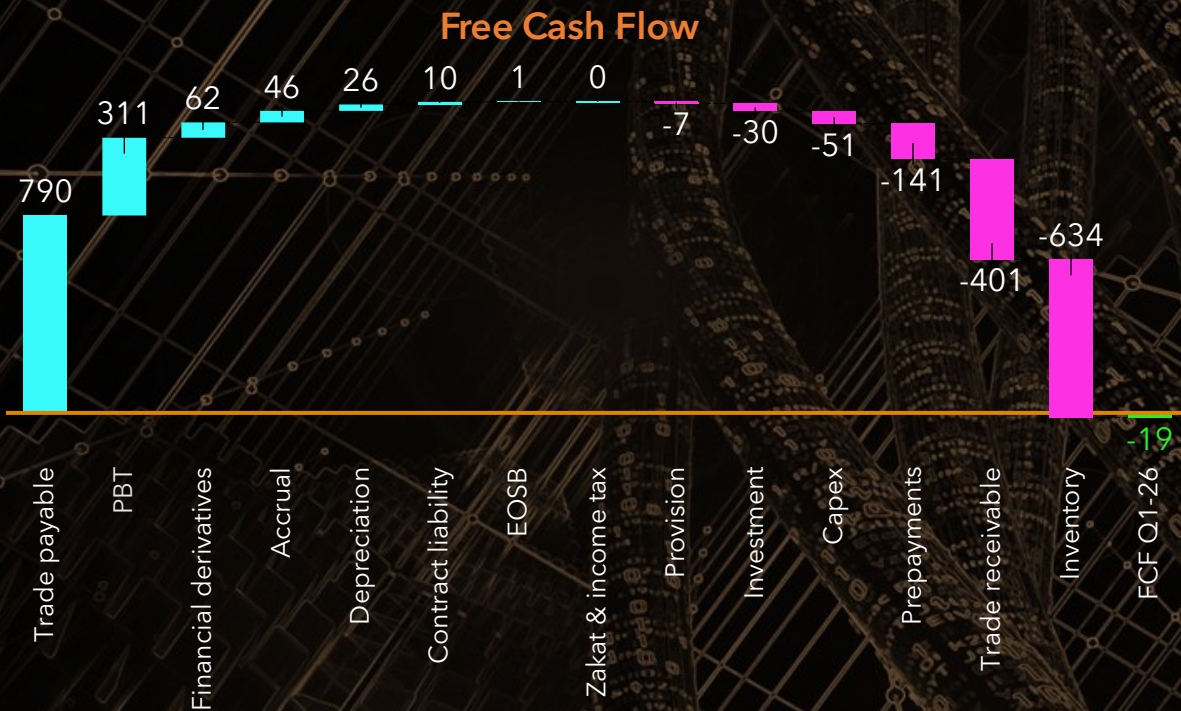 Free Cash Flow
790
311
62
46
26
10
1
0
-7
-30
-51
-141
-401
-634
-19
Trade payable
PBT
Financial derivatives
Accrual
Depreciation
Contract liability
EOSB
Zakat & income tax
Provision
Investment
Capex
Prepayments
Trade receivable
Inventory
FCF Q1-26